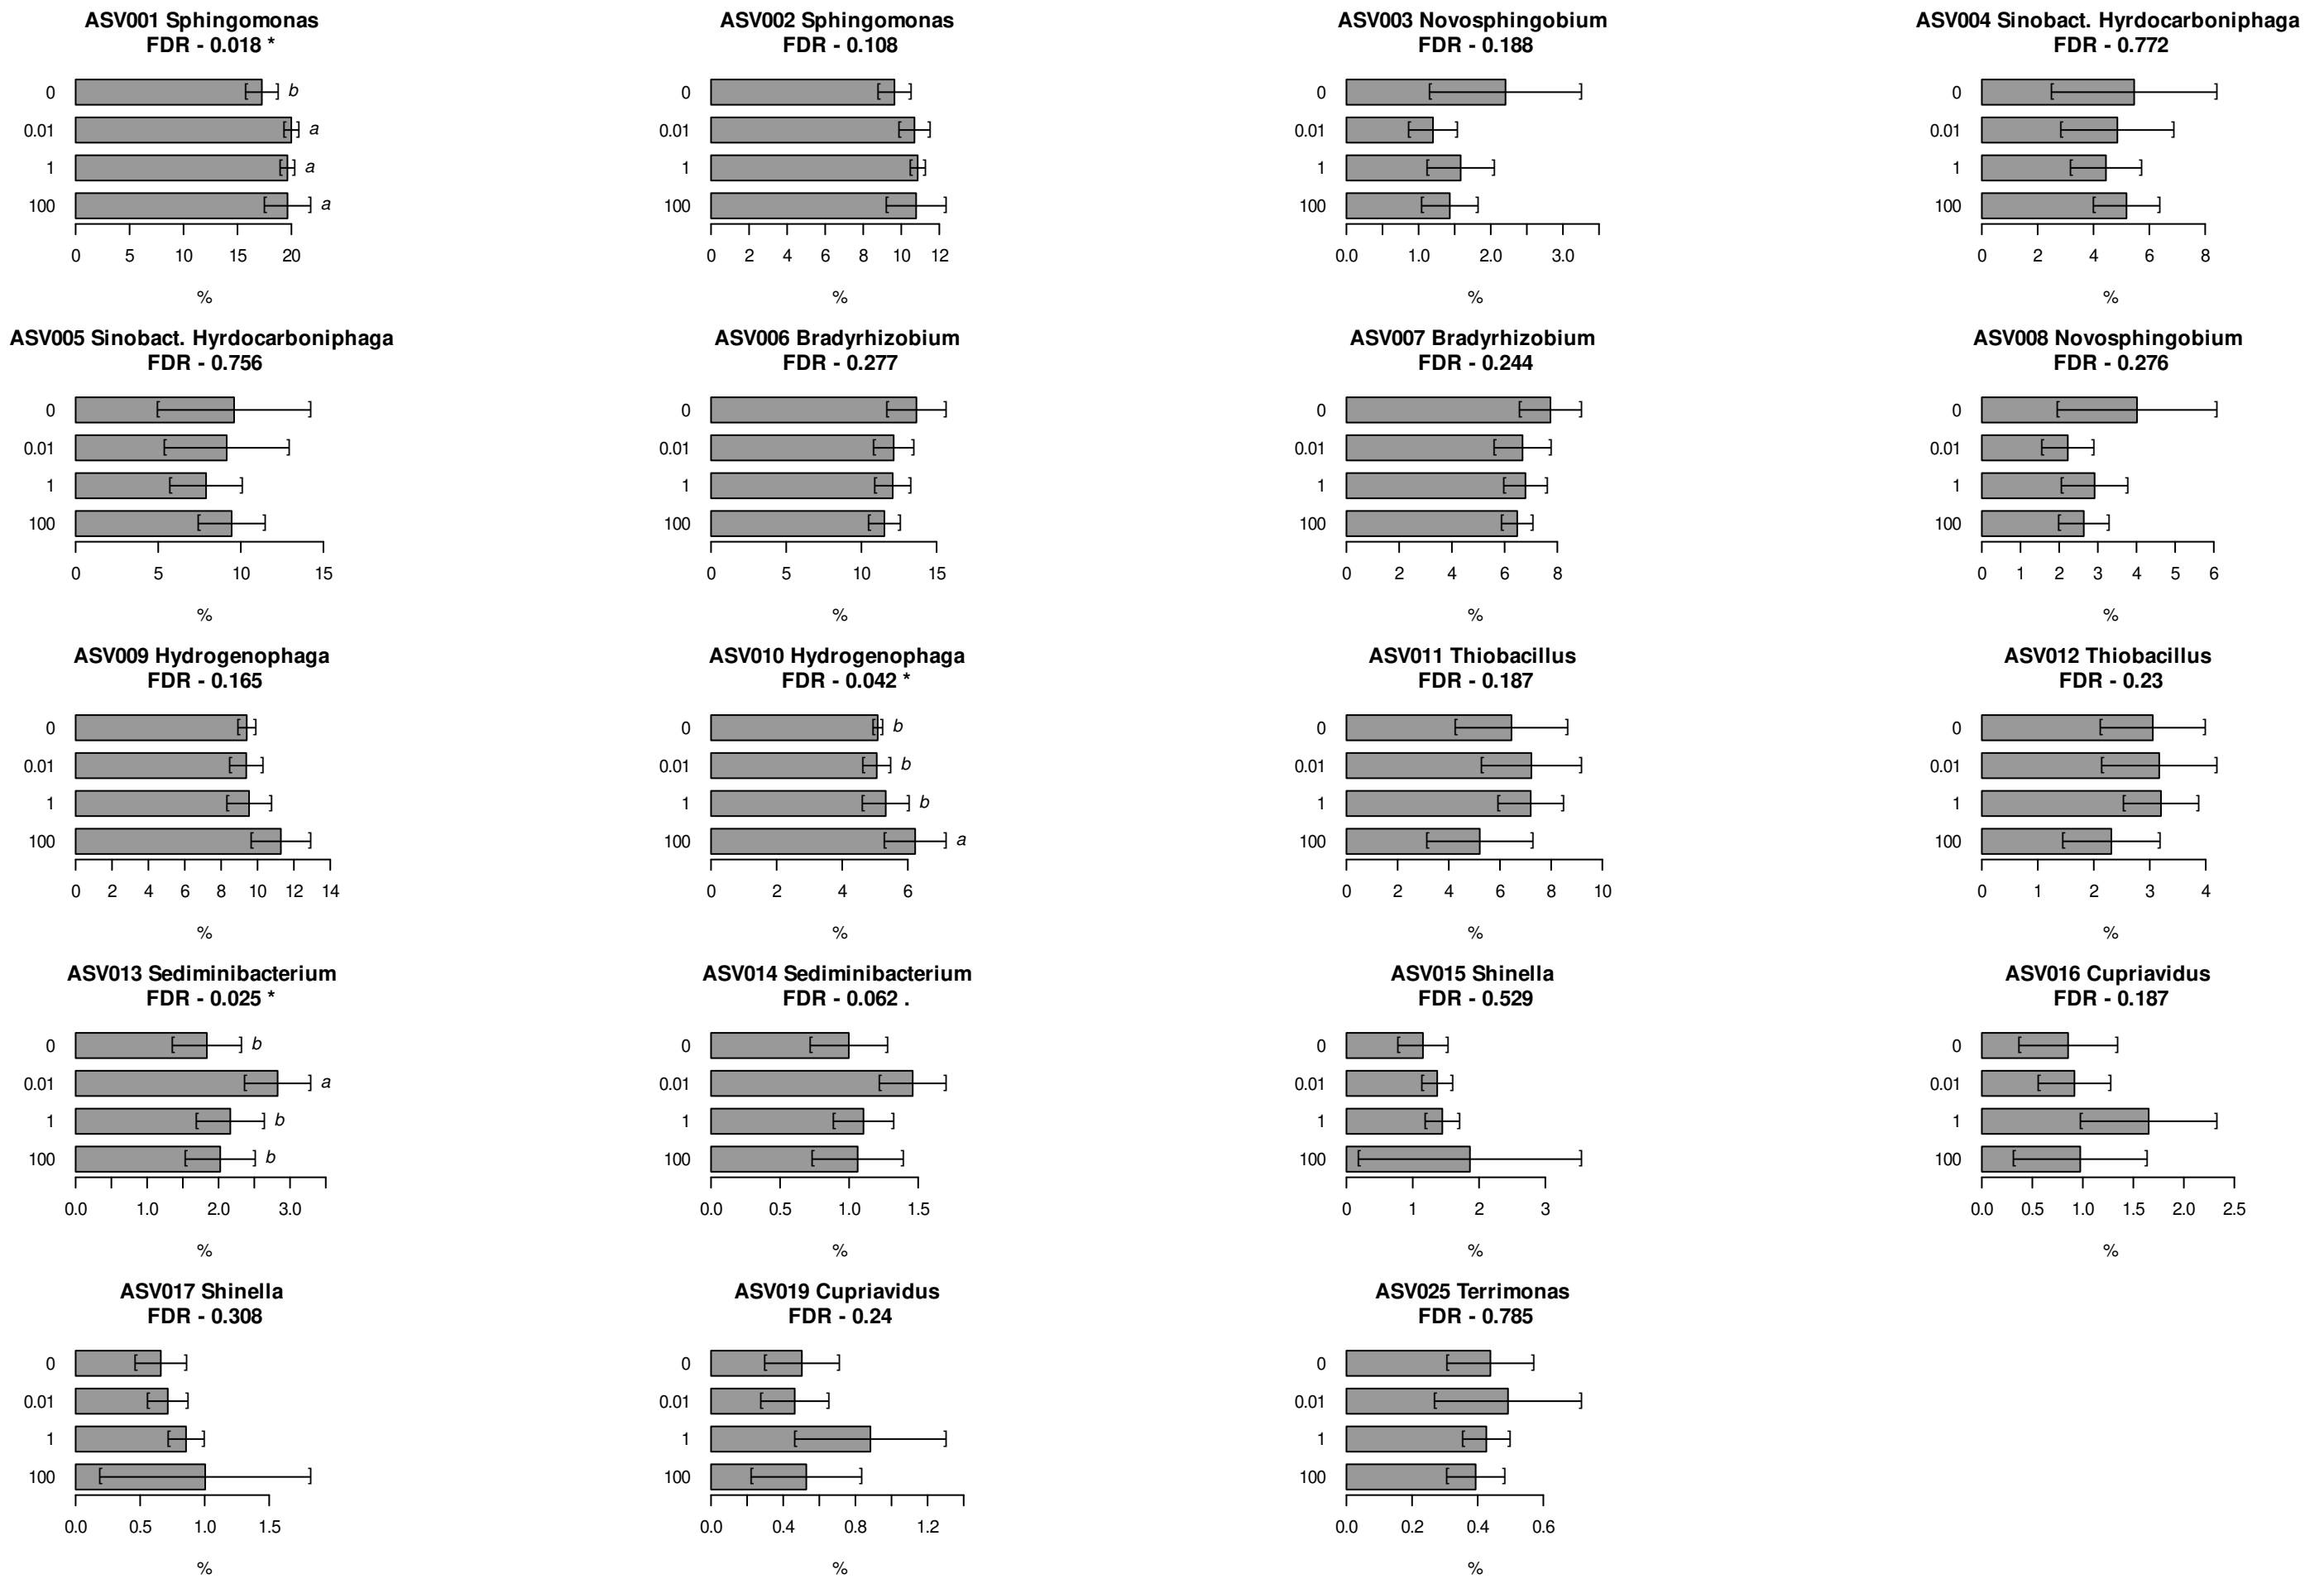 ASV001 Sphingomonas
FDR - 0.018 *
0
b
0.01
a
1
a
100
a
0 5 10 15 20
%
ASV002 Sphingomonas
FDR - 0.108
0
0.01
1
100
0 2 4 6 8 10 12
%
ASV003 Novosphingobium
FDR - 0.188
0
0.01
1
100
0.0 1.0 2.0 3.0
%
ASV004 Sinobact. Hyrdocarboniphaga
FDR - 0.772
0
0.01
1
100
0 2 4 6 8
%
ASV005 Sinobact. Hyrdocarboniphaga
FDR - 0.756
0
0.01
1
100
0 5 10 15
%
ASV006 Bradyrhizobium
FDR - 0.277
0
0.01
1
100
0 5 10 15
%
ASV007 Bradyrhizobium
FDR - 0.244
0
0.01
1
100
0 2 4 6 8
%
ASV008 Novosphingobium
FDR - 0.276
0
0.01
1
100
0 1 2 3 4 5 6
%
ASV009 Hydrogenophaga
FDR - 0.165
0
0.01
1
100
0 2 4 6 8 10 12 14
%
ASV010 Hydrogenophaga
FDR - 0.042 *
0
b
0.01
b
1
b
100
a
0 2 4 6
%
ASV011 Thiobacillus
FDR - 0.187
0
0.01
1
100
0 2 4 6 8 10
%
ASV012 Thiobacillus
FDR - 0.23
0
0.01
1
100
0 1 2 3 4
%
ASV013 Sediminibacterium
FDR - 0.025 *
0
b
0.01
a
1
b
100
b
0.0 1.0 2.0 3.0
%
ASV014 Sediminibacterium
FDR - 0.062 .
0
0.01
1
100
0.0 0.5 1.0 1.5
%
ASV015 Shinella
FDR - 0.529
0
0.01
1
100
0 1 2 3
%
ASV016 Cupriavidus
FDR - 0.187
0
0.01
1
100
0.0 0.5 1.0 1.5 2.0 2.5
%
ASV017 Shinella
FDR - 0.308
0
0.01
1
100
0.0 0.5 1.0 1.5
%
ASV019 Cupriavidus
FDR - 0.24
0
0.01
1
100
0.0 0.4 0.8 1.2
%
ASV025 Terrimonas
FDR - 0.785
0
0.01
1
100
0.0 0.2 0.4 0.6
%